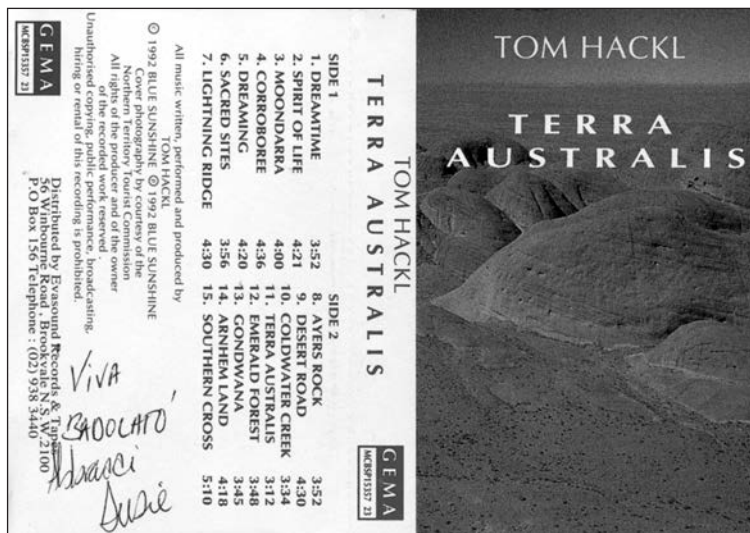 TOM HACKL
TERRA
AUSTRALIS
TOM HACKL
TERRA AUSTRALIS
GEMA
MCBSP15357 23
SIDE 1
1. DREAMTIME 3:52
2. SPIRIT OF LIFE 4:21
3. MOONDARRA 4:00
4. CORROBOREE 4:36
5. DREAMING 4:20
6. SACRED SITES 3:56
7. LIGHTNING RIDGE 4:30
SIDE 2
8. AYERS ROCK 3:52
9. DESERT ROAD 4:30
10. COLDWATER CREEK 3:34
11. TERRA AUSTRALIS 3:12
12. EMERALD FOREST 3:48
13. GONDWANA 3:45
14. ARNHEM LAND 4:18
15. SOUTHERN CROSS 5:10
All music written, performed and produced by
TOM HACKL
℗ 1992 BLUE SUNSHINE © 1992 BLUE SUNSHINE
Cover photography by courtesy of the
Northern Territory Tourist Commission
All rights of the producer and of the owner
of the recorded work reserved.
Unauthorised copying, public performance, broadcasting,
hiring or rental of this recording is prohibited.
GEMA
MCBSP15357 23
Distributed by Evasound Records & Tapes
56 Winbourne Road, Brookvale N.S.W. 2100
P.O Box 156 Telephone : (02) 938 3440
VIVA
BADOLATO
Susie